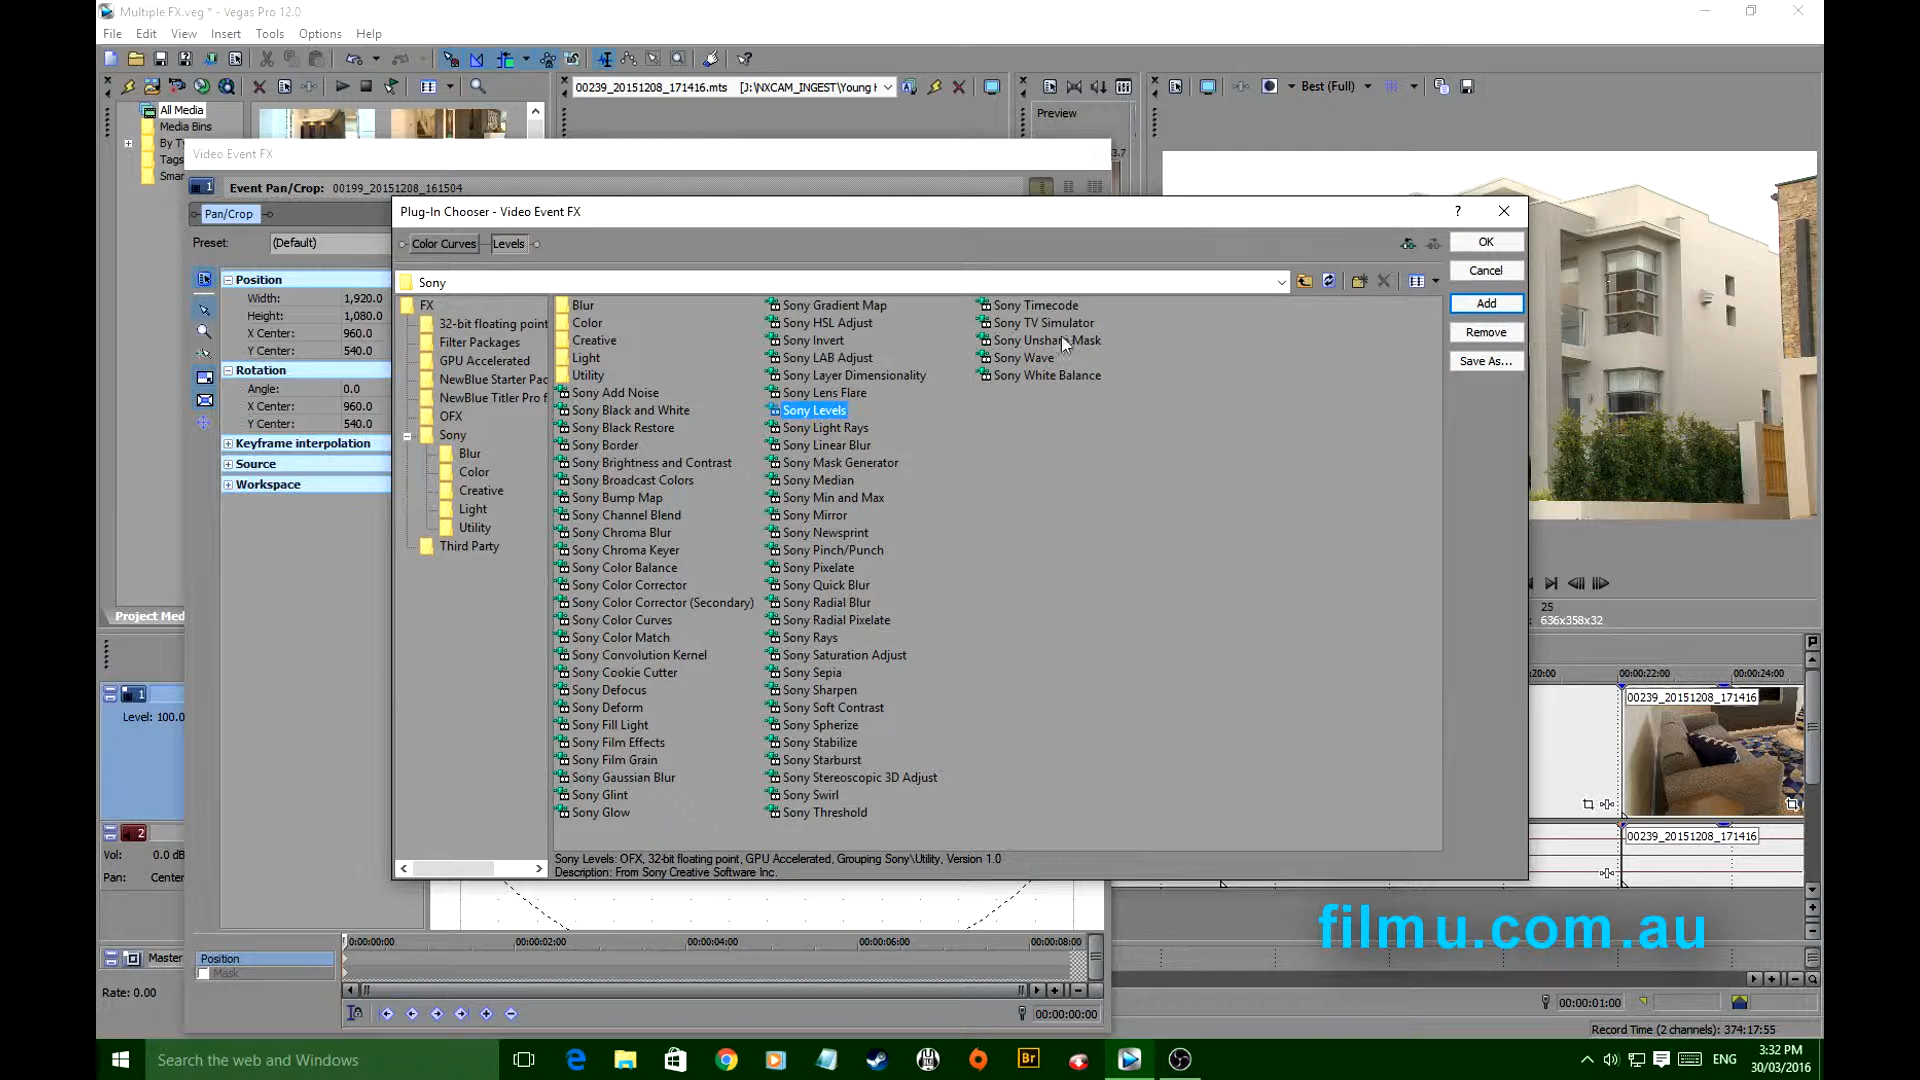 Multiple FX.veg * - Vegas Pro 12.0
File Edit View Insert Tools Options Help
00239_20151208_171416.mts [J:\NXCAM_INGEST\Young
Best (Full)
All Media
Media Bins
By Ty
Tags
Smar
Preview
Video Event FX
3.7
1 Event Pan/Crop: 00199_20151208_161504
Pan/Crop
Preset: (Default)
Plug-In Chooser - Video Event FX
?
Color Curves Levels
OK
Cancel
Add
Remove
Save As...
Sony
Position
Width: 1,920.0
Height: 1,080.0
X Center: 960.0
Y Center: 540.0
Rotation
Angle: 0.0
X Center: 960.0
Y Center: 540.0
Keyframe interpolation
Source
Workspace
FX
32-bit floating point
Filter Packages
GPU Accelerated
NewBlue Starter Pac
NewBlue Titler Pro f
OFX
Sony
Blur
Color
Creative
Light
Utility
Third Party
Blur
Color
Creative
Light
Utility
Sony Add Noise
Sony Black and White
Sony Black Restore
Sony Border
Sony Brightness and Contrast
Sony Broadcast Colors
Sony Bump Map
Sony Channel Blend
Sony Chroma Blur
Sony Chroma Keyer
Sony Color Balance
Sony Color Corrector
Sony Color Corrector (Secondary)
Sony Color Curves
Sony Color Match
Sony Convolution Kernel
Sony Cookie Cutter
Sony Defocus
Sony Deform
Sony Fill Light
Sony Film Effects
Sony Film Grain
Sony Gaussian Blur
Sony Glint
Sony Glow
Sony Gradient Map
Sony HSL Adjust
Sony Invert
Sony LAB Adjust
Sony Layer Dimensionality
Sony Lens Flare
Sony Levels
Sony Light Rays
Sony Linear Blur
Sony Mask Generator
Sony Median
Sony Min and Max
Sony Mirror
Sony Newsprint
Sony Pinch/Punch
Sony Pixelate
Sony Quick Blur
Sony Radial Blur
Sony Radial Pixelate
Sony Rays
Sony Saturation Adjust
Sony Sepia
Sony Sharpen
Sony Soft Contrast
Sony Spherize
Sony Stabilize
Sony Starburst
Sony Stereoscopic 3D Adjust
Sony Swirl
Sony Threshold
Sony Timecode
Sony TV Simulator
Sony Unsharp Mask
Sony Wave
Sony White Balance
Sony Levels: OFX, 32-bit floating point, GPU Accelerated, Grouping Sony\Utility, Version 1.0
Description: From Sony Creative Software Inc.
Project Med
25
636x358x32
:20:00 00:00:22:00 00:00:24:00
1
Level: 100.0
00239_20151208_171416
2
Vol: 0.0 dB
Pan: Center
00239_20151208_171416
Master
Rate: 0.00
Position
Mask
0:00:00:00 00:00:02:00 00:00:04:00 00:00:06:00 00:00:08:00
00:00:00:00
filmu.com.au
00:00:01:00
Record Time (2 channels): 374:17:55
Search the web and Windows
Br
ENG
3:32 PM
30/03/2016